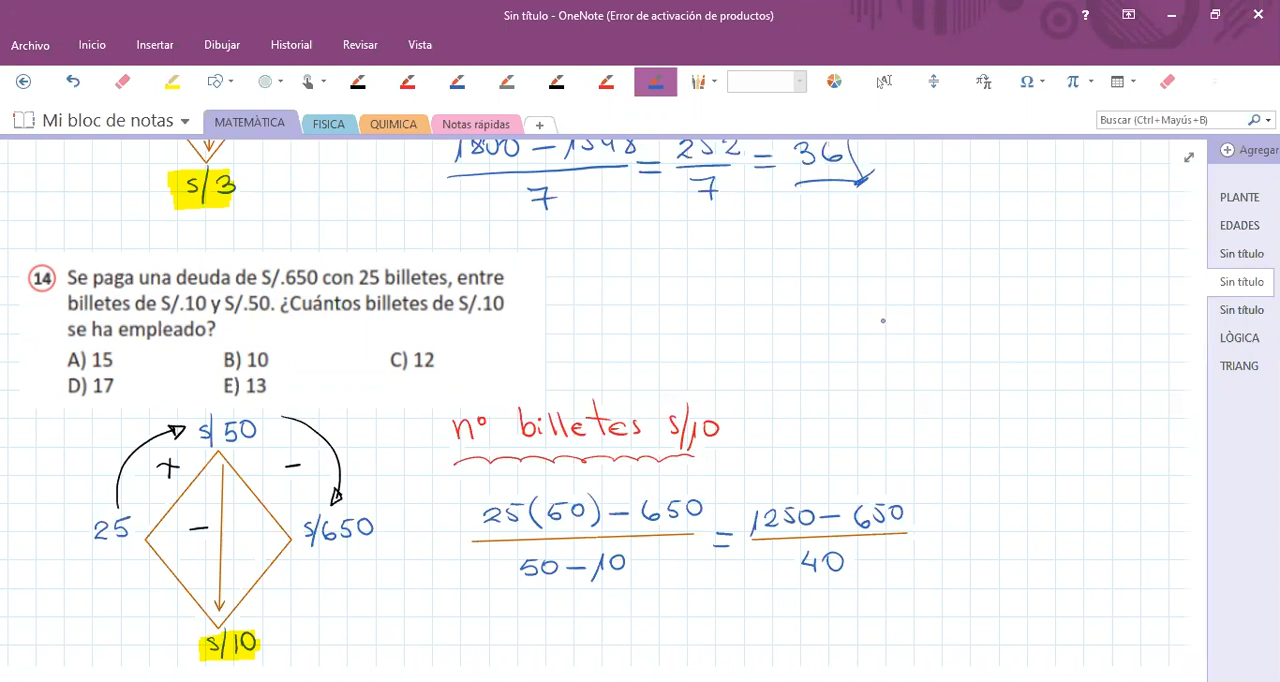 Sin título - OneNote (Error de activación de productos)
?
Archivo Inicio Insertar Dibujar Historial Revisar Vista
Mi bloc de notas MATEMÀTICA FISICA QUIMICA Notas rápidas +
Buscar (Ctrl+Mayús+B)
Agregar
PLANTE
EDADES
Sin título
Sin título
Sin título
LÒGICA
TRIANG
s/3
1800 - 1548 = 252 = 36
7 7
14 Se paga una deuda de S/.650 con 25 billetes, entre
billetes de S/.10 y S/.50. ¿Cuántos billetes de S/.10
se ha empleado?
A) 15 B) 10 C) 12
D) 17 E) 13
s/50
+ -
25 - s/650
s/10
nº billetes s/10
25(50) - 650 = 1250 - 650
50 - 10 40